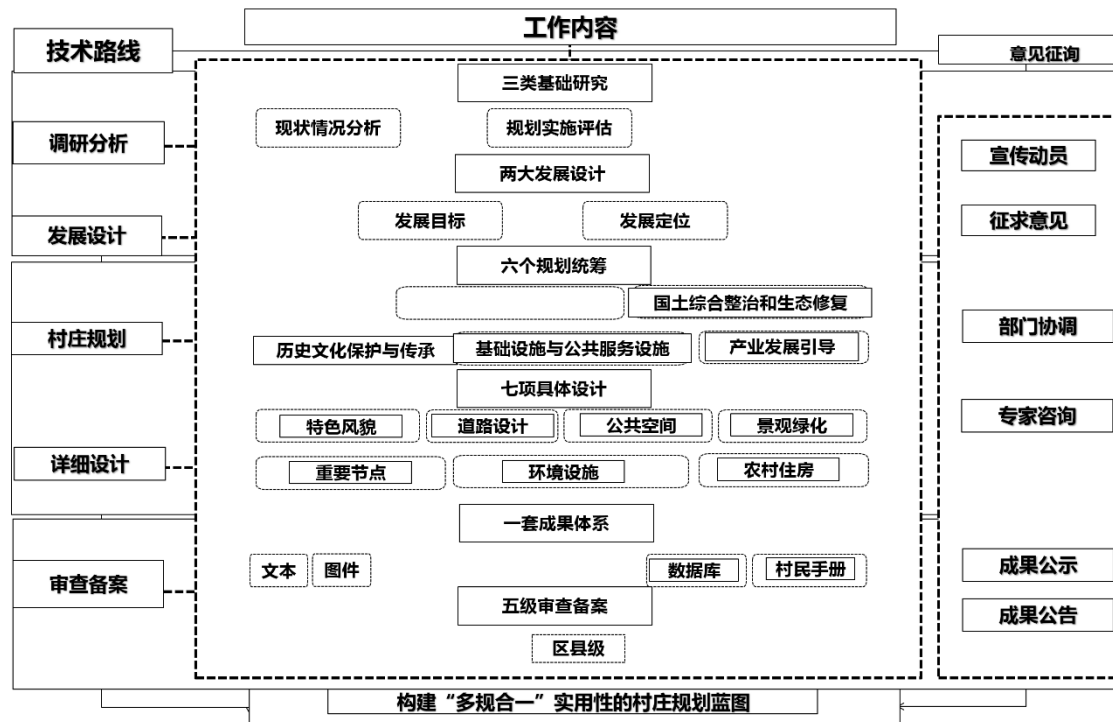 工作内容
技术路线
意见征询
三类基础研究
现状情况分析 规划实施评估
调研分析
宣传动员
两大发展设计
发展目标 发展定位
发展设计
征求意见
六个规划统筹
国土综合整治和生态修复
村庄规划
部门协调
历史文化保护与传承 基础设施与公共服务设施 产业发展引导
七项具体设计
特色风貌 道路设计 公共空间 景观绿化
专家咨询
详细设计
重要节点 环境设施 农村住房
一套成果体系
文本 图件 数据库 村民手册
成果公示
审查备案
五级审查备案
成果公告
区县级
构建“多规合一”实用性的村庄规划蓝图